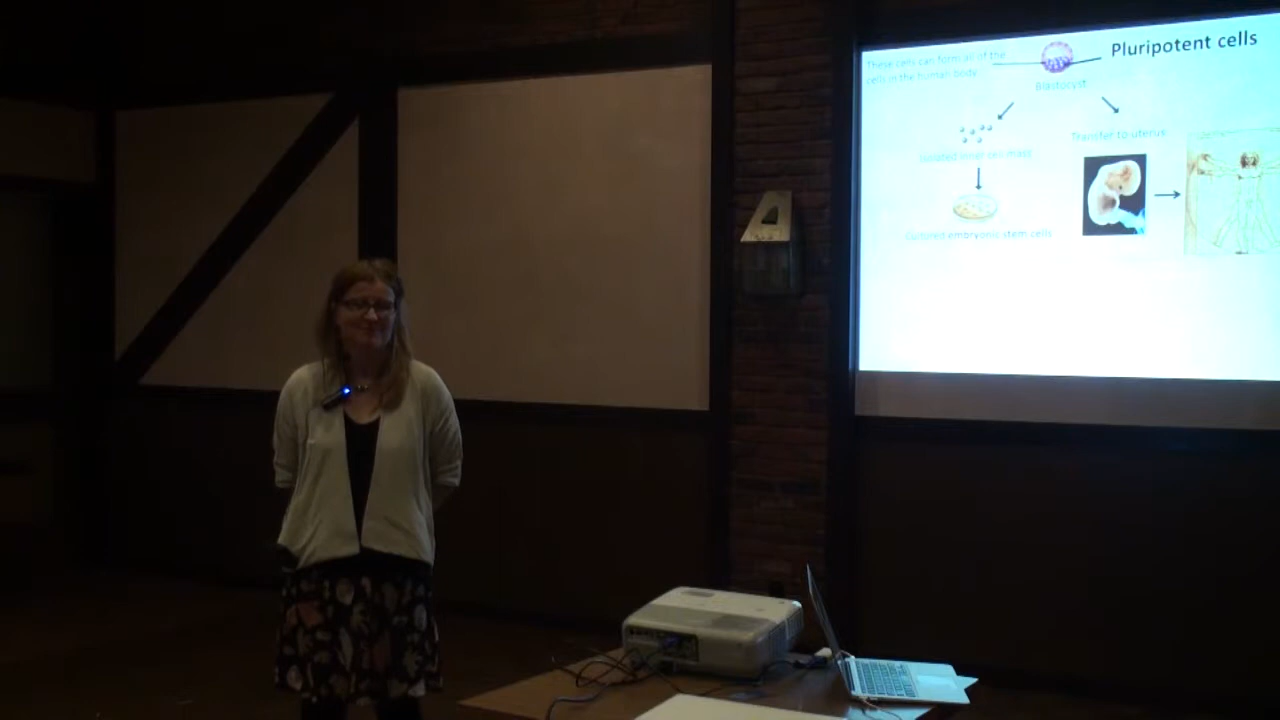 Pluripotent cells
These cells can form all of the
cells in the human body
Blastocyst
Transfer to uterus
Isolated inner cell mass
Cultured embryonic stem cells